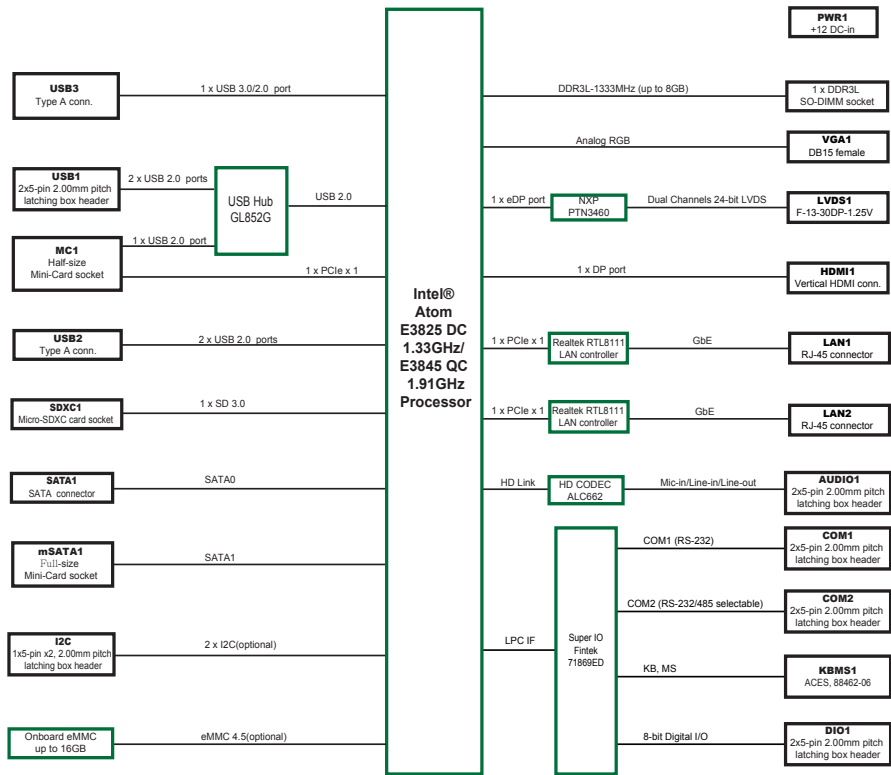 PWR1
+12 DC-in
USB3
Type A conn.
1 x USB 3.0/2.0 port
USB1
2x5-pin 2.00mm pitch
latching box header
2 x USB 2.0 ports
USB Hub
GL852G
USB 2.0
MC1
Half-size
Mini-Card socket
1 x USB 2.0 port
1 x PCIe x 1
USB2
Type A conn.
2 x USB 2.0 ports
SDXC1
Micro-SDXC card socket
1 x SD 3.0
SATA1
SATA connector
SATA0
mSATA1
Full-size
Mini-Card socket
SATA1
I2C
1x5-pin x2, 2.00mm pitch
latching box header
2 x I2C(optional)
Onboard eMMC
up to 16GB
eMMC 4.5(optional)
Intel®
Atom
E3825 DC
1.33GHz/
E3845 QC
1.91GHz
Processor
DDR3L-1333MHz (up to 8GB)
1 x DDR3L
SO-DIMM socket
Analog RGB
VGA1
DB15 female
1 x eDP port
NXP
PTN3460
Dual Channels 24-bit LVDS
LVDS1
F-13-30DP-1.25V
1 x DP port
HDMI1
Vertical HDMI conn.
1 x PCIe x 1
Realtek RTL8111
LAN controller
GbE
LAN1
RJ-45 connector
1 x PCIe x 1
Realtek RTL8111
LAN controller
GbE
LAN2
RJ-45 connector
HD Link
HD CODEC
ALC662
Mic-in/Line-in/Line-out
AUDIO1
2x5-pin 2.00mm pitch
latching box header
LPC IF
Super IO
Fintek
71869ED
COM1 (RS-232)
COM1
2x5-pin 2.00mm pitch
latching box header
COM2 (RS-232/485 selectable)
COM2
2x5-pin 2.00mm pitch
latching box header
KB, MS
KBMS1
ACES, 88462-06
8-bit Digital I/O
DIO1
2x5-pin 2.00mm pitch
latching box header